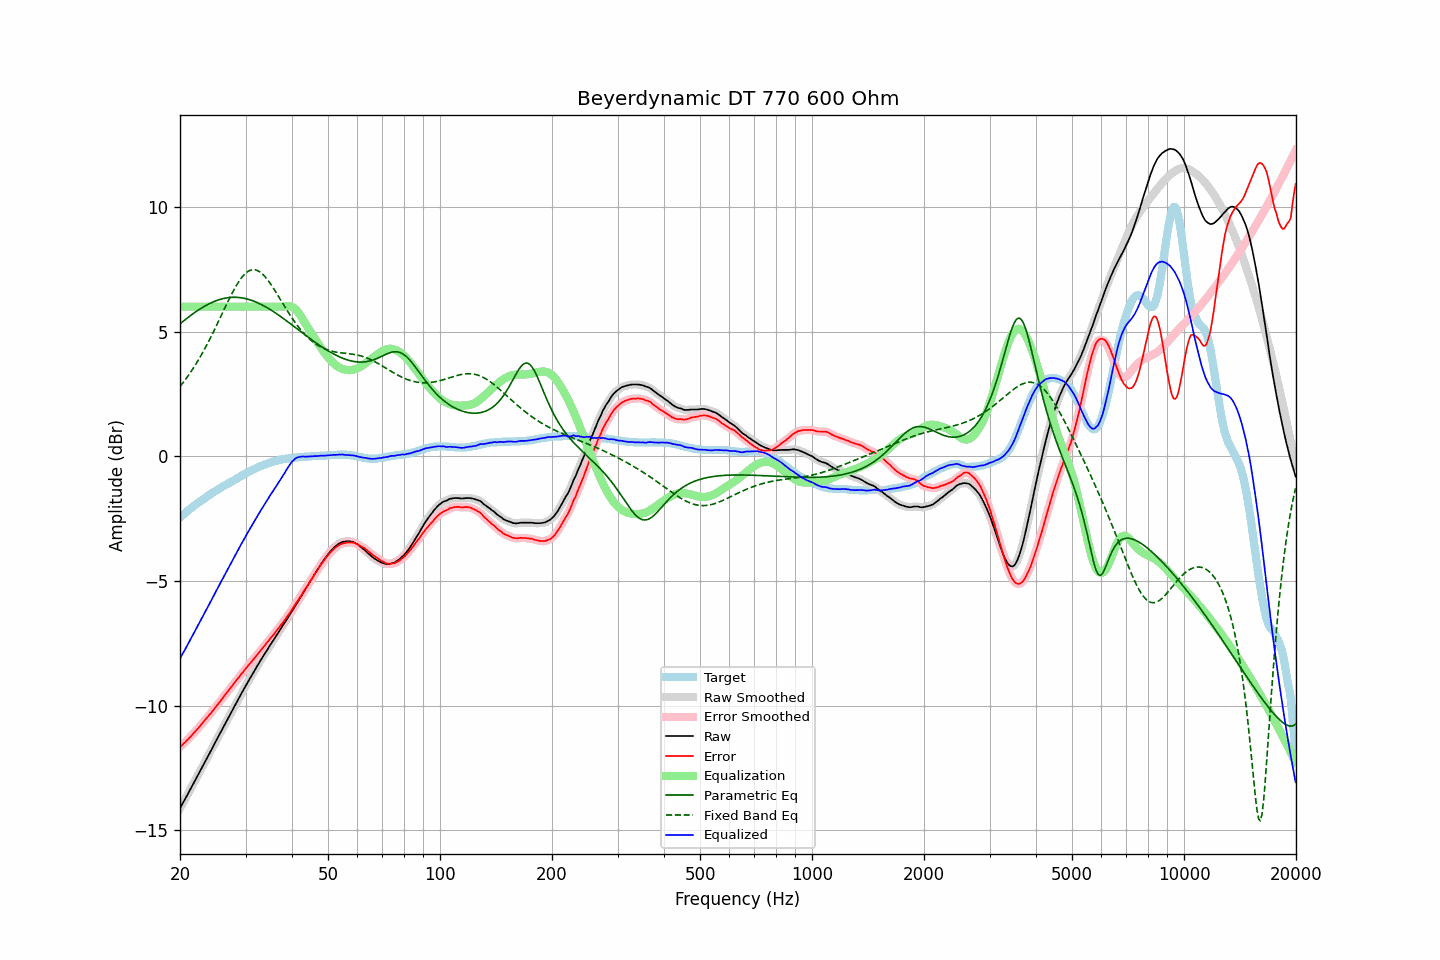 Beyerdynamic DT 770 600 Ohm
Amplitude (dBr)
10
5
0
−5
−10
−15
Target
Raw Smoothed
Error Smoothed
Raw
Error
Equalization
Parametric Eq
Fixed Band Eq
Equalized
20 50 100 200 500 1000 2000 5000 10000 20000
Frequency (Hz)